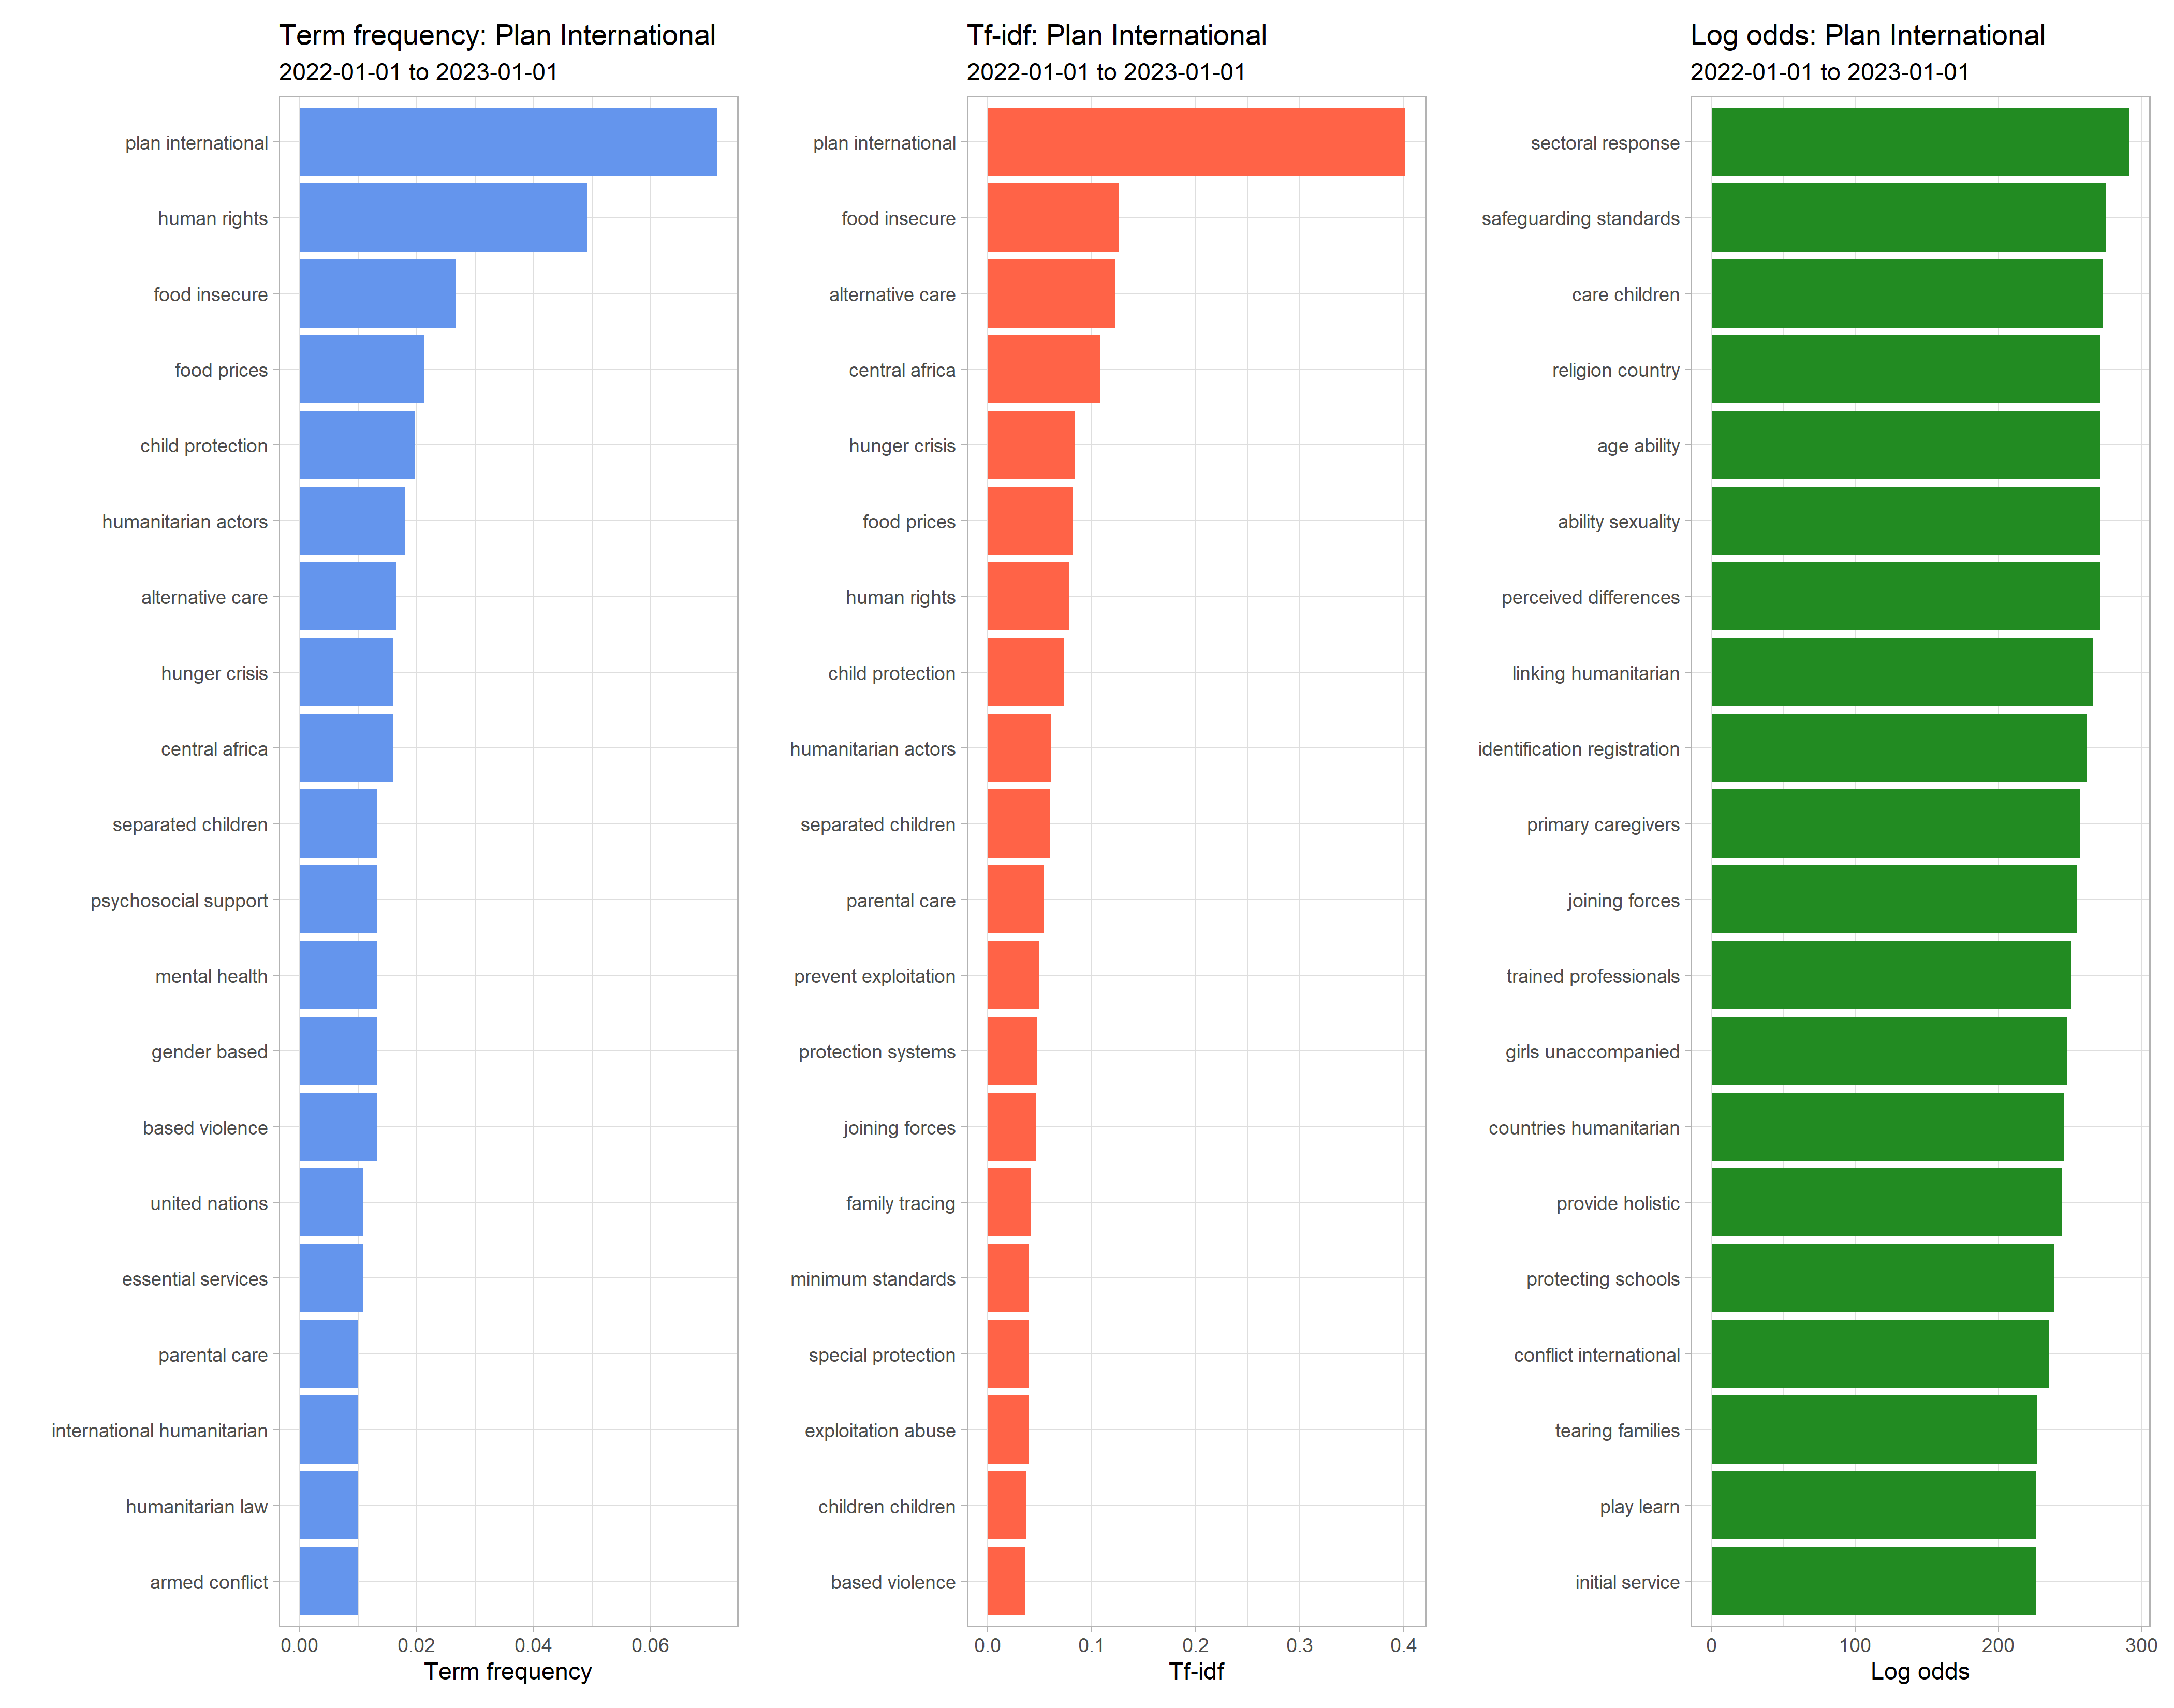 Term frequency: Plan International
2022-01-01 to 2023-01-01
plan international
human rights
food insecure
food prices
child protection
humanitarian actors
alternative care
hunger crisis
central africa
separated children
psychosocial support
mental health
gender based
based violence
united nations
essential services
parental care
international humanitarian
humanitarian law
armed conflict
0.00 0.02 0.04 0.06
Term frequency
Tf-idf: Plan International
2022-01-01 to 2023-01-01
plan international
food insecure
alternative care
central africa
hunger crisis
food prices
human rights
child protection
humanitarian actors
separated children
parental care
prevent exploitation
protection systems
joining forces
family tracing
minimum standards
special protection
exploitation abuse
children children
based violence
0.0 0.1 0.2 0.3 0.4
Tf-idf
Log odds: Plan International
2022-01-01 to 2023-01-01
sectoral response
safeguarding standards
care children
religion country
age ability
ability sexuality
perceived differences
linking humanitarian
identification registration
primary caregivers
joining forces
trained professionals
girls unaccompanied
countries humanitarian
provide holistic
protecting schools
conflict international
tearing families
play learn
initial service
0 100 200 300
Log odds